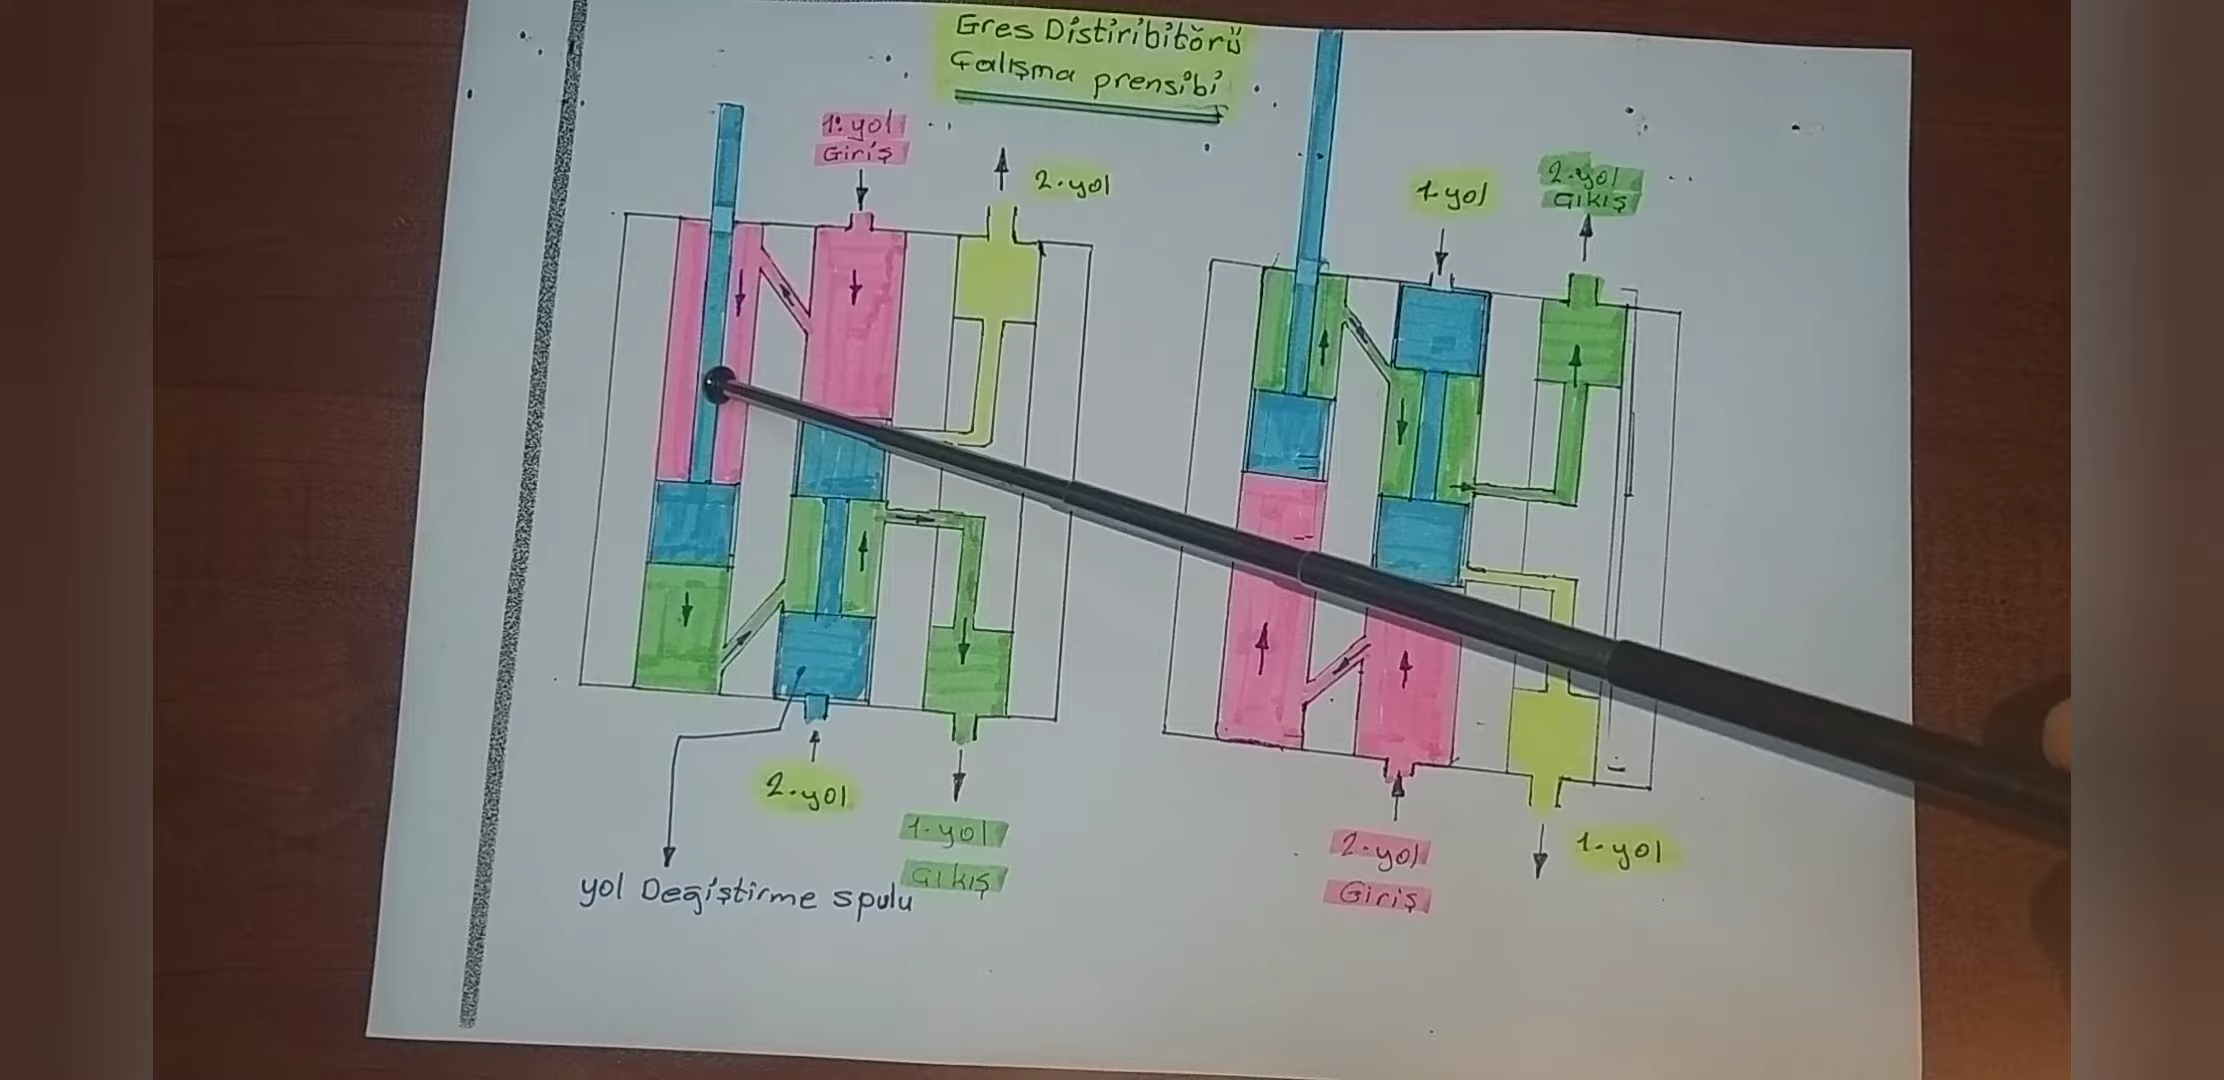 Gres Distiribitörü
Çalışma prensibi
1. yol
Giriş
2. yol
1. yol
2. yol
Çıkış
2. yol
1. yol
Çıkış
yol Değiştirme spulu
2. yol
Giriş
1. yol